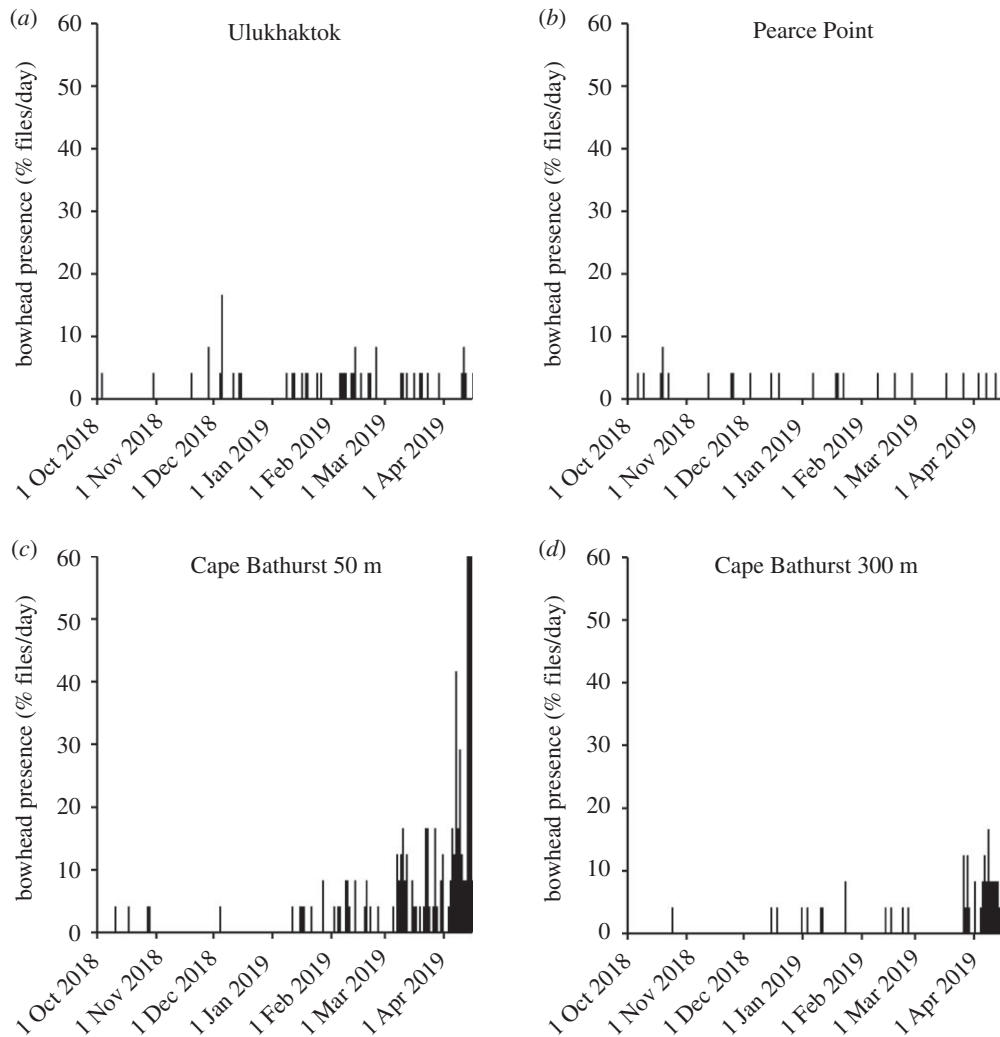 (a)
Ulukhaktok
bowhead presence (% files/day)
60
50
40
30
20
10
0
1 Oct 2018
1 Nov 2018
1 Dec 2018
1 Jan 2019
1 Feb 2019
1 Mar 2019
1 Apr 2019
(b)
Pearce Point
bowhead presence (% files/day)
60
50
40
30
20
10
0
1 Oct 2018
1 Nov 2018
1 Dec 2018
1 Jan 2019
1 Feb 2019
1 Mar 2019
1 Apr 2019
(c)
Cape Bathurst 50 m
bowhead presence (% files/day)
60
50
40
30
20
10
0
1 Oct 2018
1 Nov 2018
1 Dec 2018
1 Jan 2019
1 Feb 2019
1 Mar 2019
1 Apr 2019
(d)
Cape Bathurst 300 m
bowhead presence (% files/day)
60
50
40
30
20
10
0
1 Oct 2018
1 Nov 2018
1 Dec 2018
1 Jan 2019
1 Feb 2019
1 Mar 2019
1 Apr 2019